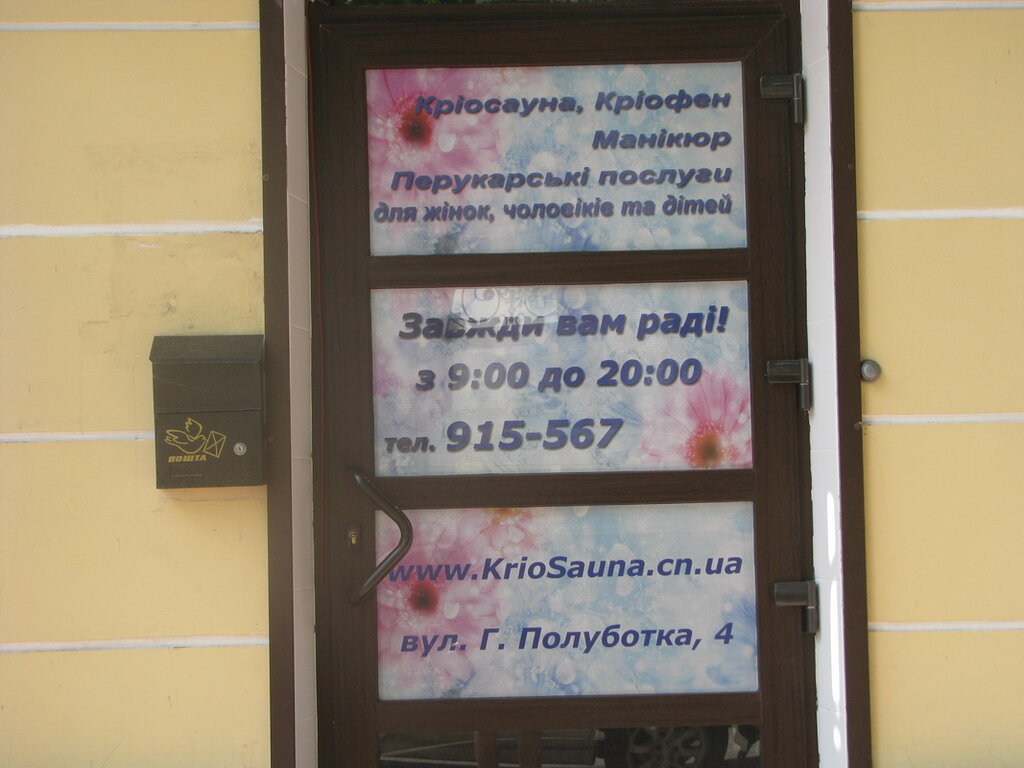 Кріосауна, Кріофен
Манікюр
Перукарські послуги
для жінок, чоловіків та дітей
Завжди вам раді!
з 9:00 до 20:00
тел. 915-567
ПОШТА
www.KrioSauna.cn.ua
вул. Г. Полуботка, 4